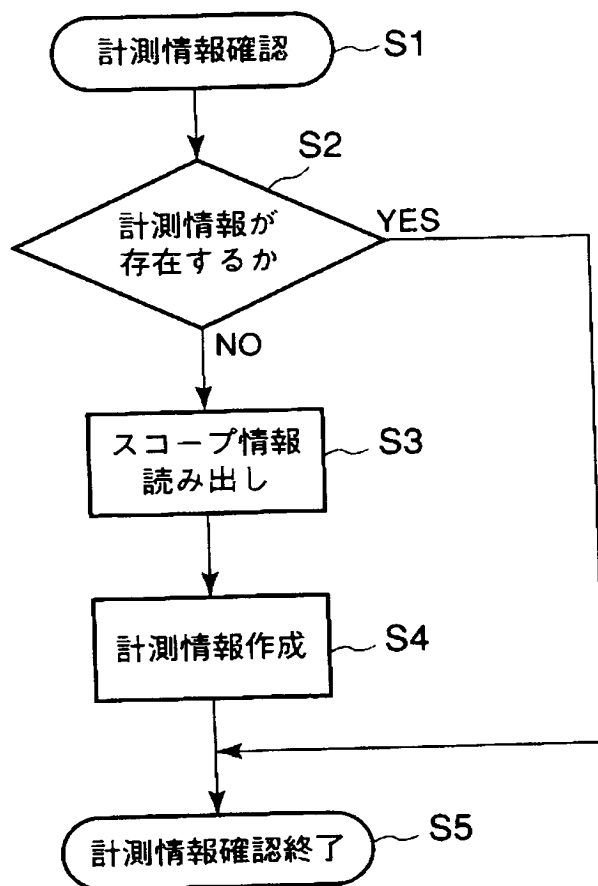 計測情報確認
S1
S2
計測情報が
存在するか
YES
NO
スコープ情報
読み出し
S3
計測情報作成
S4
計測情報確認終了
S5